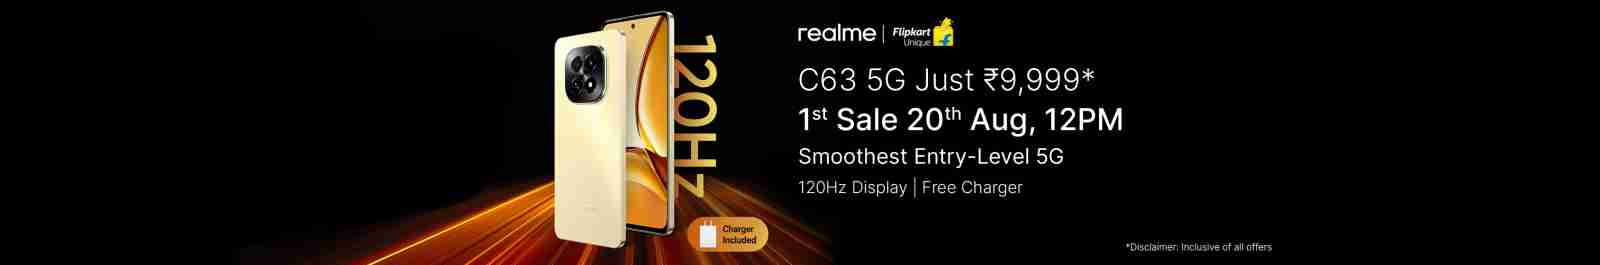 120Hz
Charger
Included
realme
Flipkart
Unique
C63 5G Just ₹9,999*
1st Sale 20th Aug, 12PM
Smoothest Entry-Level 5G
120Hz Display | Free Charger
*Disclaimer: Inclusive of all offers